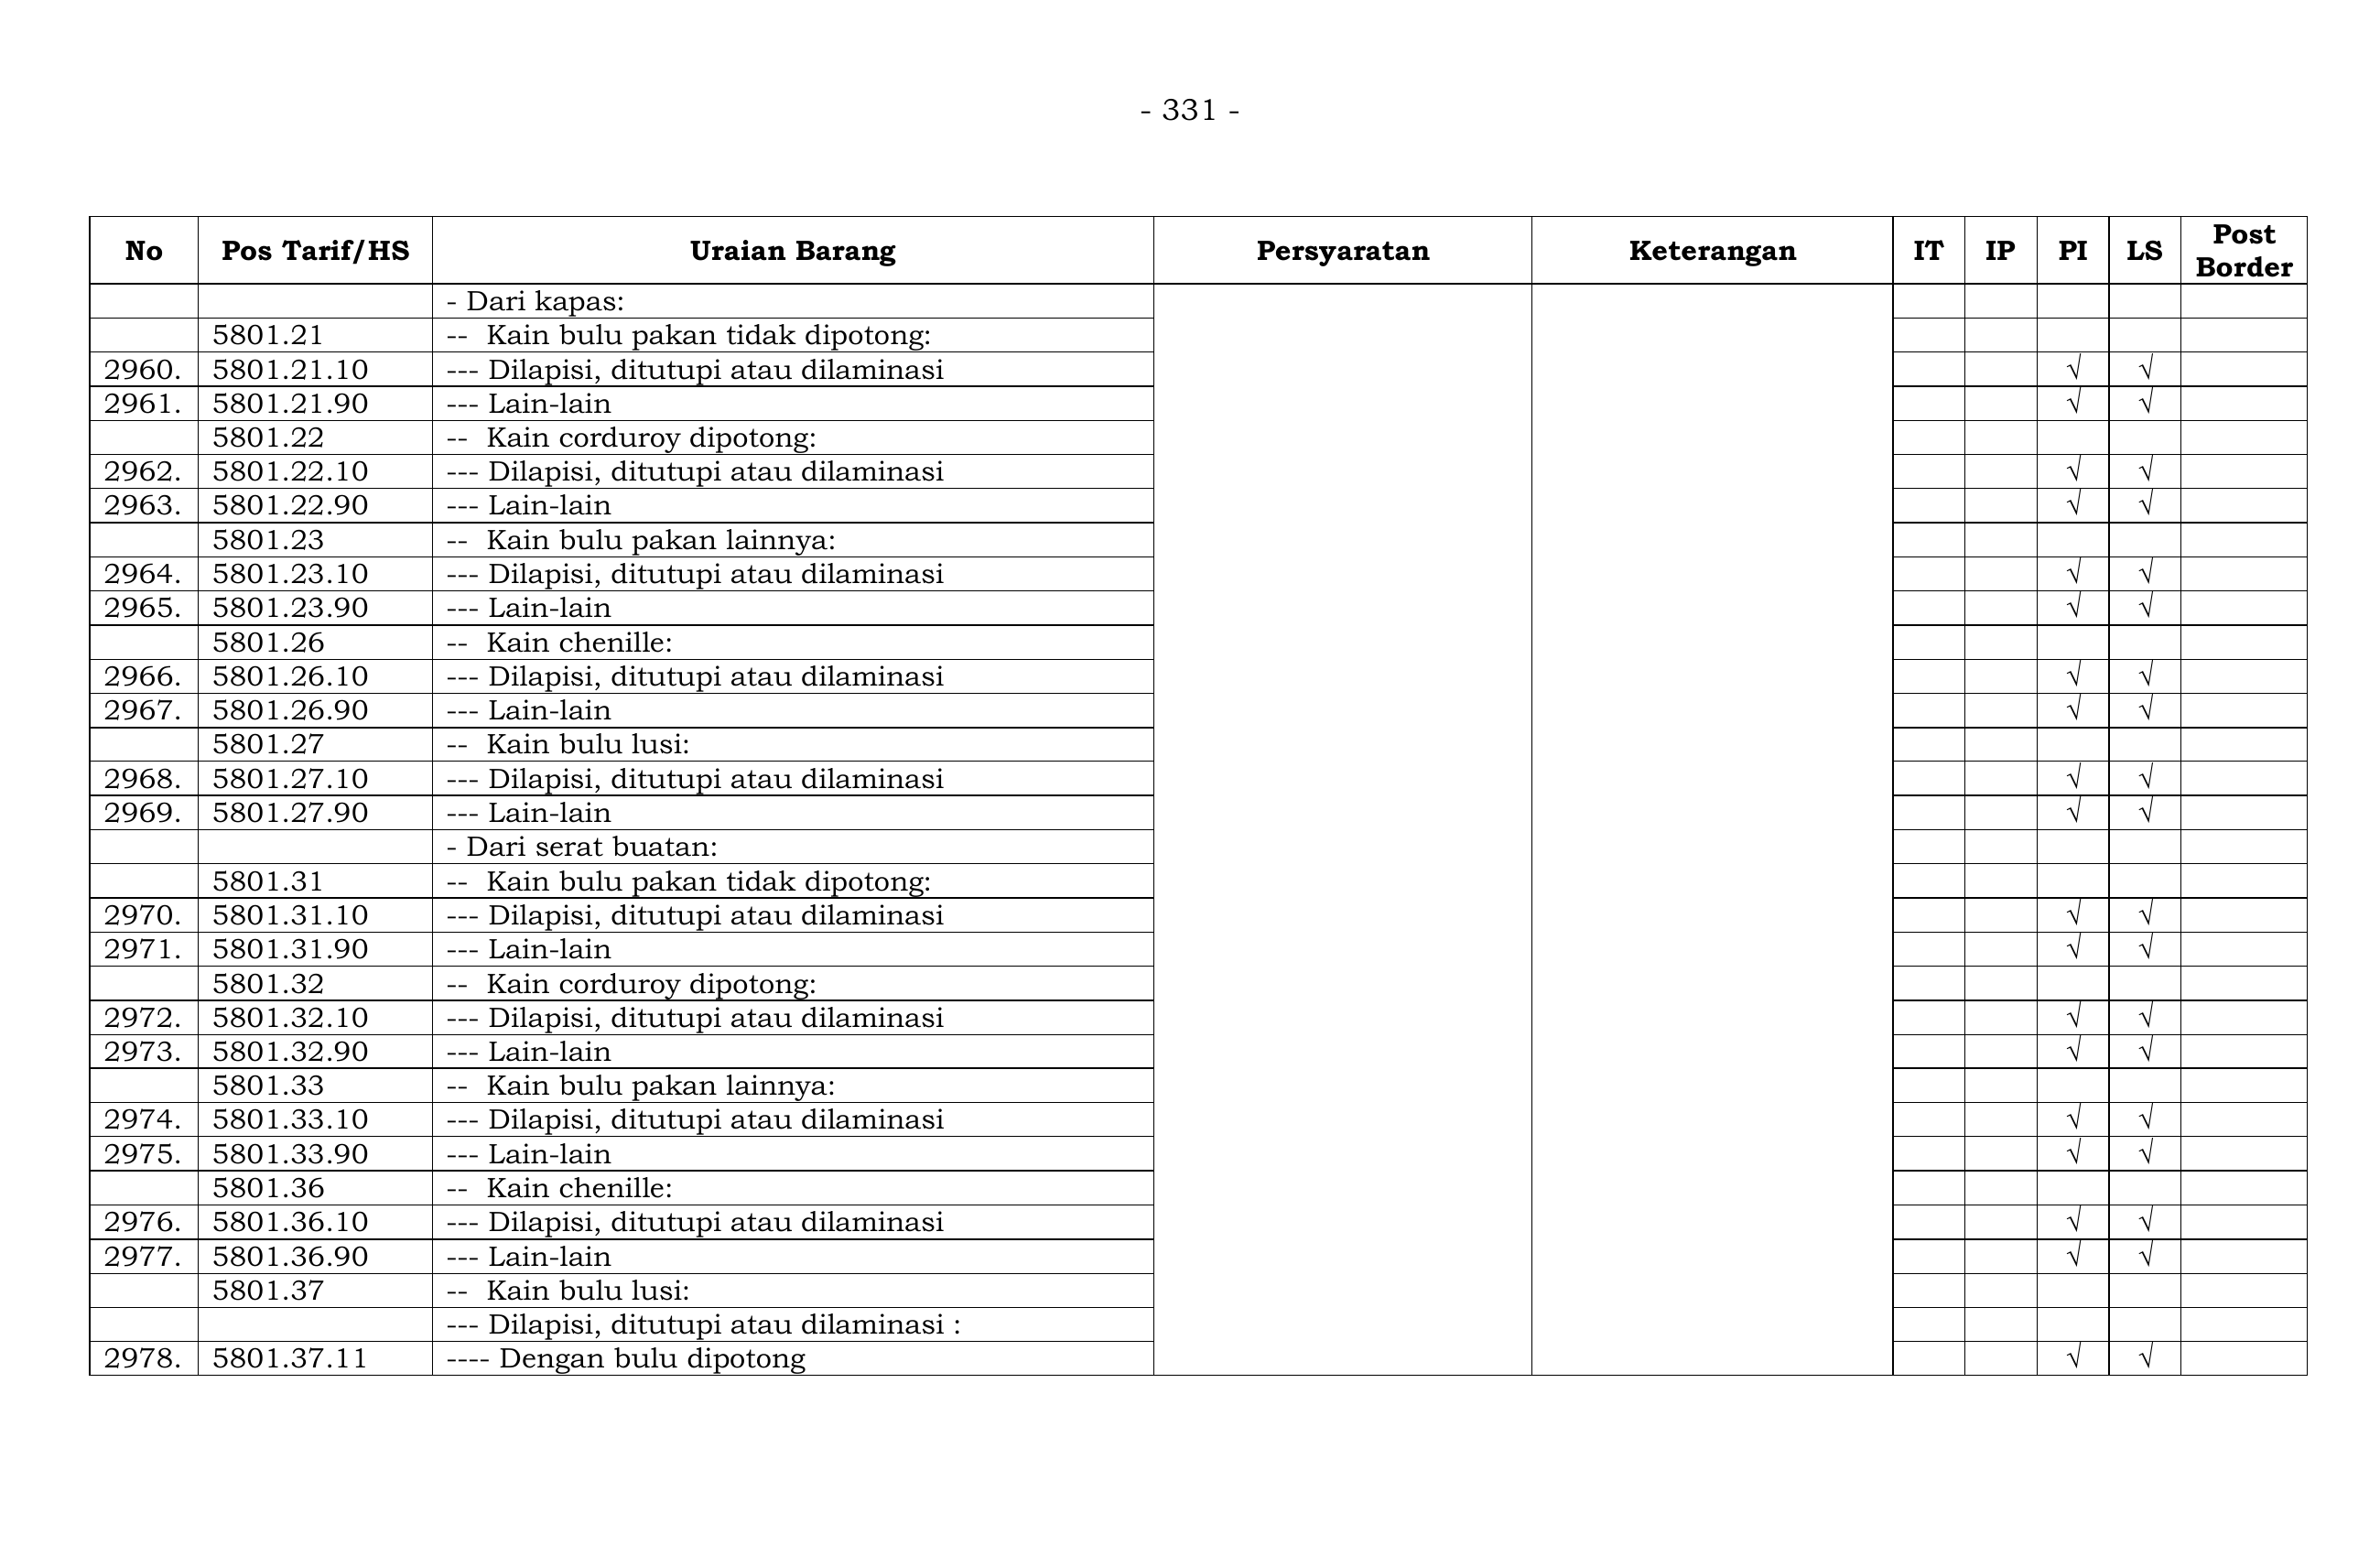 - 331 -
No Pos Tarif/HS Uraian Barang Persyaratan Keterangan IT IP PI LS Post Border
- Dari kapas:
5801.21 -- Kain bulu pakan tidak dipotong:
2960. 5801.21.10 --- Dilapisi, ditutupi atau dilaminasi √ √
2961. 5801.21.90 --- Lain-lain √ √
5801.22 -- Kain corduroy dipotong:
2962. 5801.22.10 --- Dilapisi, ditutupi atau dilaminasi √ √
2963. 5801.22.90 --- Lain-lain √ √
5801.23 -- Kain bulu pakan lainnya:
2964. 5801.23.10 --- Dilapisi, ditutupi atau dilaminasi √ √
2965. 5801.23.90 --- Lain-lain √ √
5801.26 -- Kain chenille:
2966. 5801.26.10 --- Dilapisi, ditutupi atau dilaminasi √ √
2967. 5801.26.90 --- Lain-lain √ √
5801.27 -- Kain bulu lusi:
2968. 5801.27.10 --- Dilapisi, ditutupi atau dilaminasi √ √
2969. 5801.27.90 --- Lain-lain √ √
- Dari serat buatan:
5801.31 -- Kain bulu pakan tidak dipotong:
2970. 5801.31.10 --- Dilapisi, ditutupi atau dilaminasi √ √
2971. 5801.31.90 --- Lain-lain √ √
5801.32 -- Kain corduroy dipotong:
2972. 5801.32.10 --- Dilapisi, ditutupi atau dilaminasi √ √
2973. 5801.32.90 --- Lain-lain √ √
5801.33 -- Kain bulu pakan lainnya:
2974. 5801.33.10 --- Dilapisi, ditutupi atau dilaminasi √ √
2975. 5801.33.90 --- Lain-lain √ √
5801.36 -- Kain chenille:
2976. 5801.36.10 --- Dilapisi, ditutupi atau dilaminasi √ √
2977. 5801.36.90 --- Lain-lain √ √
5801.37 -- Kain bulu lusi:
--- Dilapisi, ditutupi atau dilaminasi :
2978. 5801.37.11 ---- Dengan bulu dipotong √ √